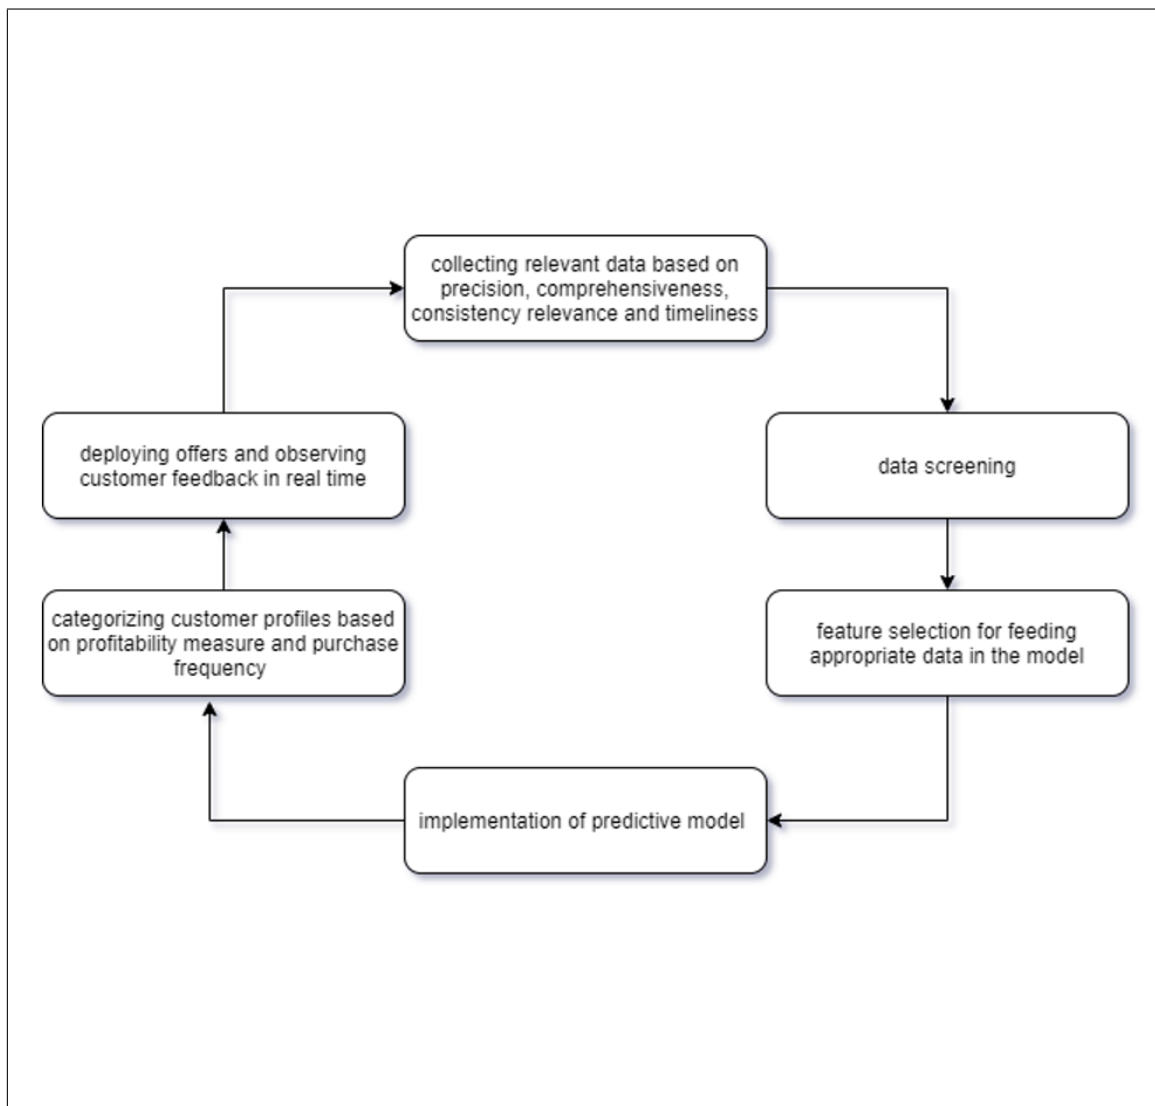 collecting relevant data based on
precision, comprehensiveness,
consistency relevance and timeliness
data screening
feature selection for feeding
appropriate data in the model
implementation of predictive model
categorizing customer profiles based
on profitability measure and purchase
frequency
deploying offers and observing
customer feedback in real time